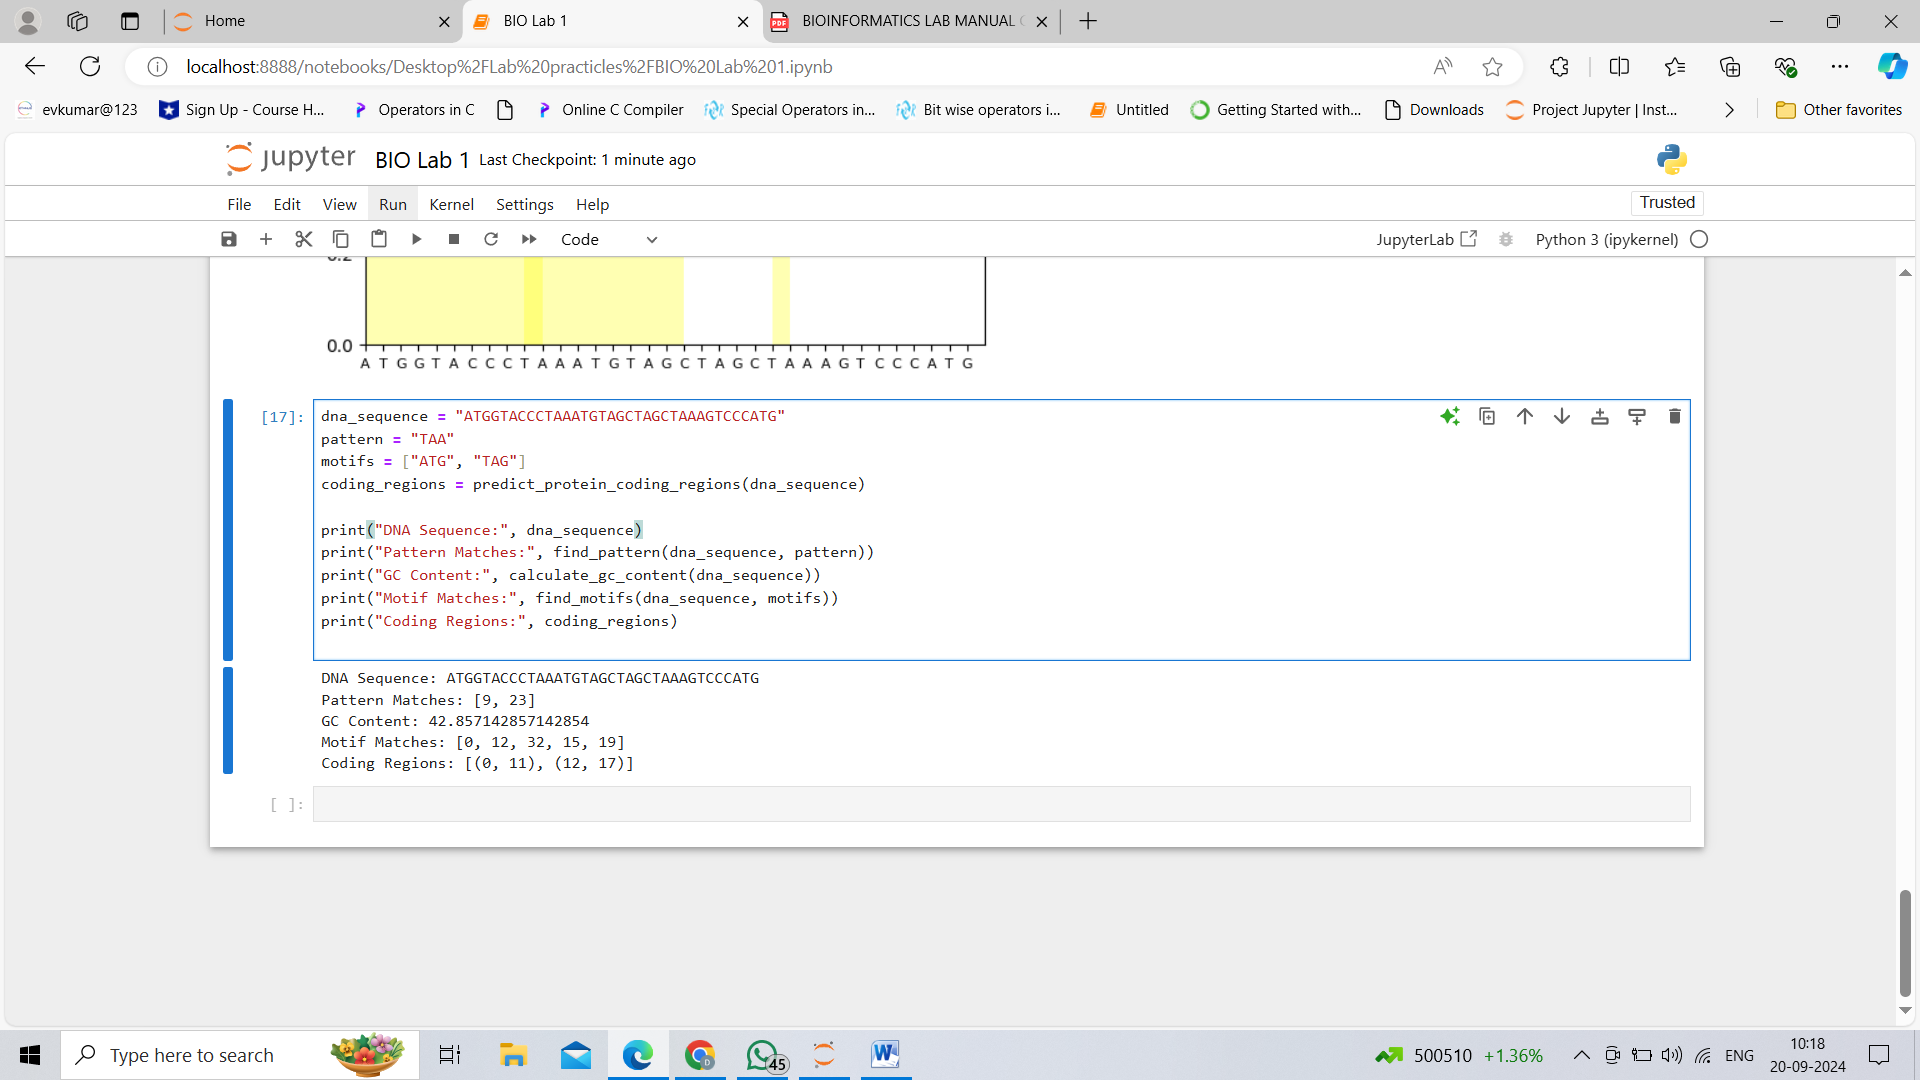 Home
BIO Lab 1
BIOINFORMATICS LAB MANUAL
localhost:8888/notebooks/Desktop%2FLab%20practicles%2FBIO%20Lab%201.ipynb
evkumar@123
Sign Up - Course H...
Operators in C
Online C Compiler
Special Operators in...
Bit wise operators i...
Untitled
Getting Started with...
Downloads
Project Jupyter | Inst...
Other favorites
jupyter BIO Lab 1 Last Checkpoint: 1 minute ago
File Edit View Run Kernel Settings Help
Trusted
Code
JupyterLab
Python 3 (ipykernel)
0.2
0.0
A T G G T A C C C T A A A T G T A G C T A G C T A A A G T C C C A T G
[17]:
dna_sequence = "ATGGTACCCTAAATGTAGCTAGCTAAAGTCCCATG"
pattern = "TAA"
motifs = ["ATG", "TAG"]
coding_regions = predict_protein_coding_regions(dna_sequence)
print("DNA Sequence:", dna_sequence)
print("Pattern Matches:", find_pattern(dna_sequence, pattern))
print("GC Content:", calculate_gc_content(dna_sequence))
print("Motif Matches:", find_motifs(dna_sequence, motifs))
print("Coding Regions:", coding_regions)
DNA Sequence: ATGGTACCCTAAATGTAGCTAGCTAAAGTCCCATG
Pattern Matches: [9, 23]
GC Content: 42.857142857142854
Motif Matches: [0, 12, 32, 15, 19]
Coding Regions: [(0, 11), (12, 17)]
[ ]:
Type here to search
45
500510 +1.36%
ENG
10:18
20-09-2024